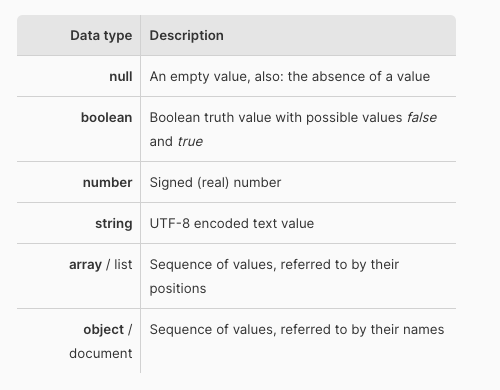 Data type Description
null An empty value, also: the absence of a value
boolean Boolean truth value with possible values false
and true
number Signed (real) number
string UTF-8 encoded text value
array / list Sequence of values, referred to by their
positions
object / Sequence of values, referred to by their names
document